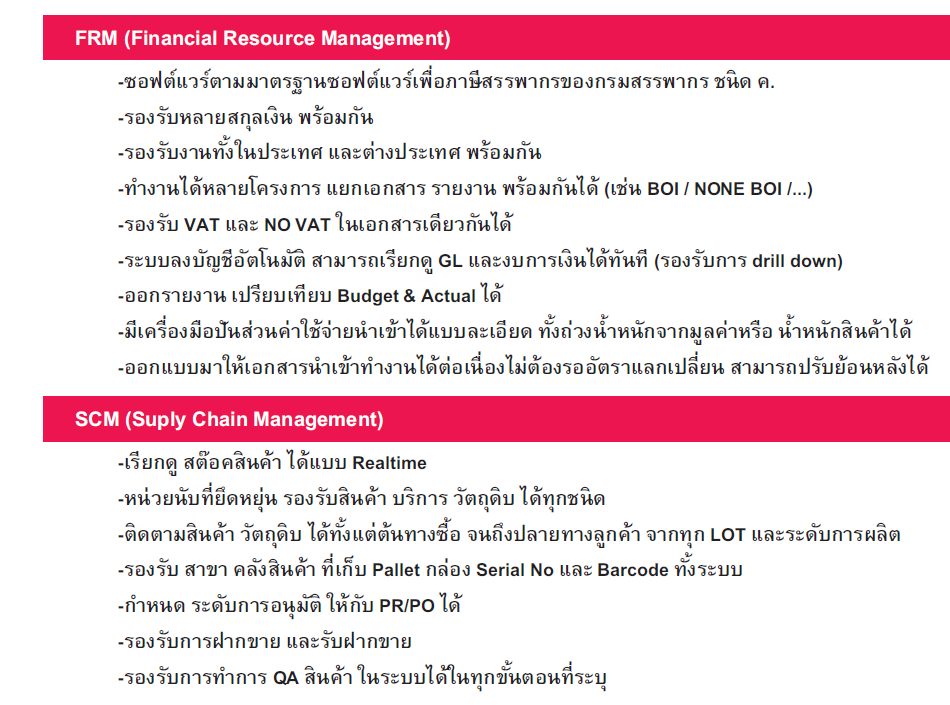 FRM (Financial Resource Management)
-ซอฟต์แวร์ตามมาตรฐานซอฟต์แวร์เพื่อภาษีสรรพากรของกรมสรรพากร ชนิด ค.
-รองรับหลายสกุลเงิน พร้อมกัน
-รองรับงานทั้งในประเทศ และต่างประเทศ พร้อมกัน
-ทำงานได้หลายโครงการ แยกเอกสาร รายงาน พร้อมกันได้ (เช่น BOI / NONE BOI /...)
-รองรับ VAT และ NO VAT ในเอกสารเดียวกันได้
-ระบบลงบัญชีอัตโนมัติ สามารถเรียกดู GL และงบการเงินได้ทันที (รองรับการ drill down)
-ออกรายงาน เปรียบเทียบ Budget & Actual ได้
-มีเครื่องมือปันส่วนค่าใช้จ่ายนำเข้าได้แบบละเอียด ทั้งถ่วงน้ำหนักจากมูลค่าหรือ น้ำหนักสินค้าได้
-ออกแบบมาให้เอกสารนำเข้าทำงานได้ต่อเนื่องไม่ต้องรออัตราแลกเปลี่ยน สามารถปรับย้อนหลังได้
SCM (Suply Chain Management)
-เรียกดู สต๊อคสินค้า ได้แบบ Realtime
-หน่วยนับที่ยืดหยุ่น รองรับสินค้า บริการ วัตถุดิบ ได้ทุกชนิด
-ติดตามสินค้า วัตถุดิบ ได้ทั้งแต่ต้นทางซื้อ จนถึงปลายทางลูกค้า จากทุก LOT และระดับการผลิต
-รองรับ สาขา คลังสินค้า ที่เก็บ Pallet กล่อง Serial No และ Barcode ทั้งระบบ
-กำหนด ระดับการอนุมัติ ให้กับ PR/PO ได้
-รองรับการฝากขาย และรับฝากขาย
-รองรับการทำการ QA สินค้า ในระบบได้ในทุกขั้นตอนที่ระบุ